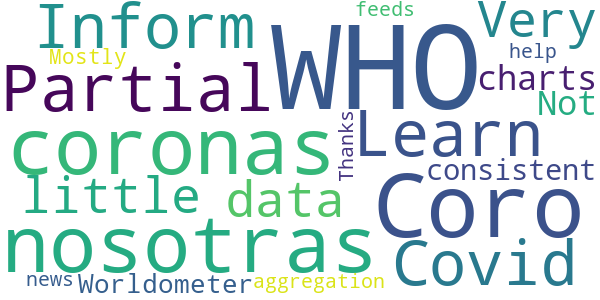 feeds
Inform
WHO
Very
Mostly
help
Partial
charts
Not
Thanks
coronas
Learn
consistent
little
data
Coro
nosotras
Covid
news
Worldometer
aggregation